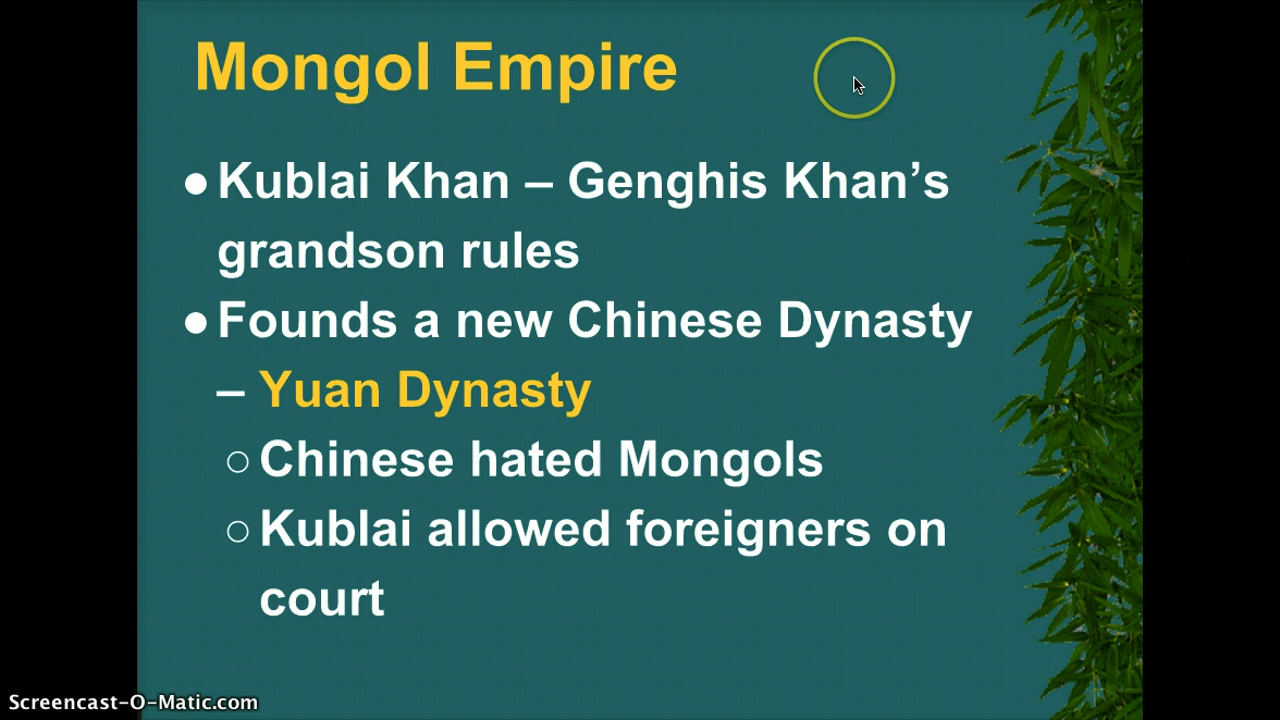 Mongol Empire
●Kublai Khan – Genghis Khan’s
grandson rules
●Founds a new Chinese Dynasty
– Yuan Dynasty
○Chinese hated Mongols
○Kublai allowed foreigners on
court
Screencast-O-Matic.com